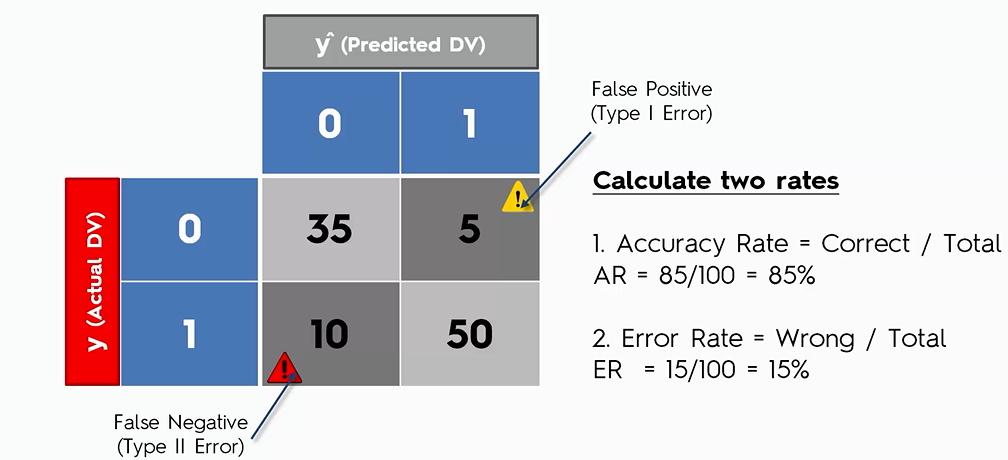 ŷ (Predicted DV)
0 1
False Positive
(Type I Error)
Calculate two rates
y (Actual DV)
0 35 5
!
1. Accuracy Rate = Correct / Total
AR = 85/100 = 85%
1 10 50
!
2. Error Rate = Wrong / Total
ER = 15/100 = 15%
False Negative
(Type II Error)